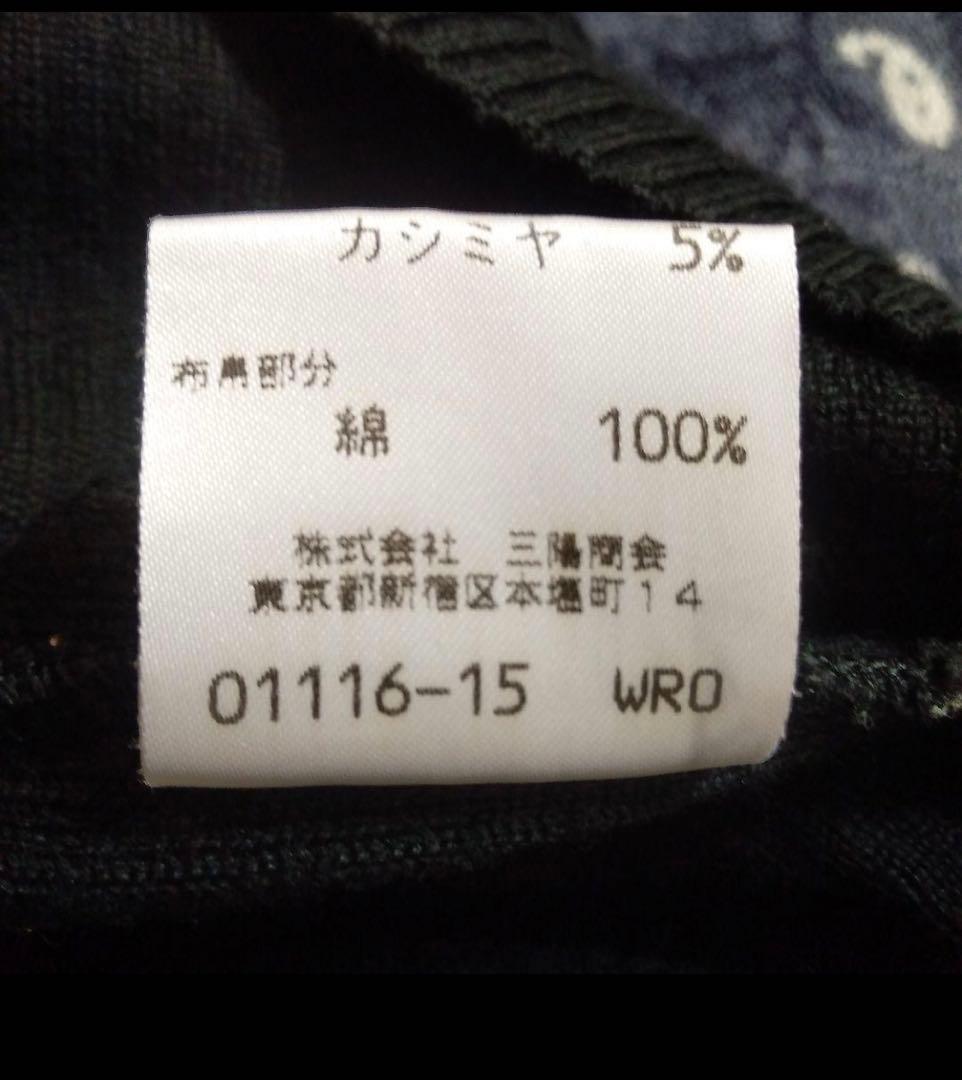 カシミヤ 5%
布帛部分
綿 100%
株式会社 三陽商会
東京都新宿区本塩町14
01116-15 WRO